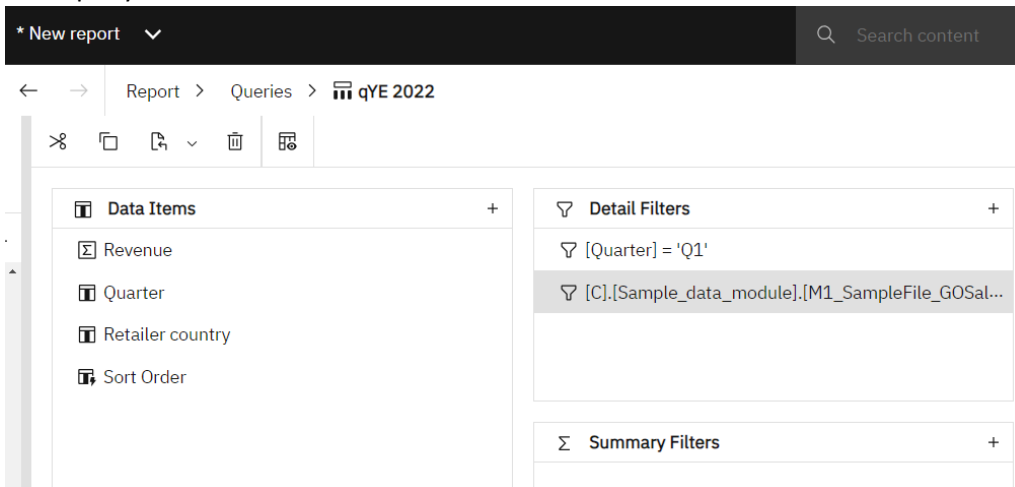 * New report
Search content
Report > Queries > qYE 2022
Data Items +
Revenue
Quarter
Retailer country
Sort Order
Detail Filters +
[Quarter] = 'Q1'
[C].[Sample_data_module].[M1_SampleFile_GOSal...
Summary Filters +